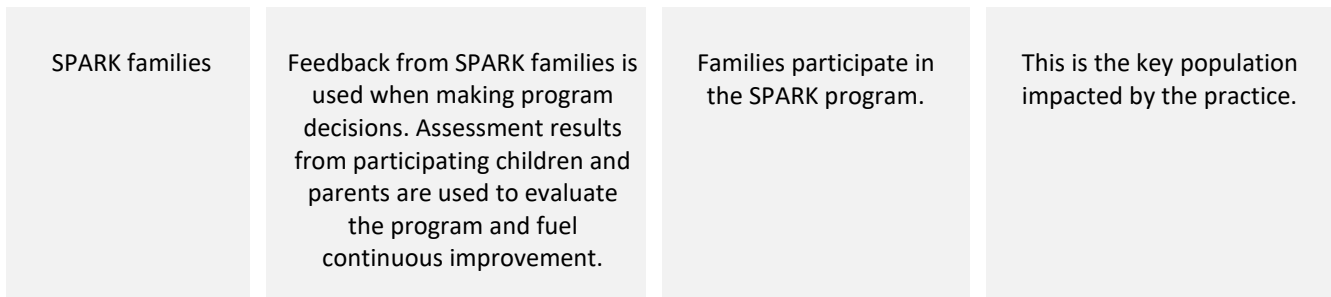 SPARK families
Feedback from SPARK families is
used when making program
decisions. Assessment results
from participating children and
parents are used to evaluate
the program and fuel
continuous improvement.
Families participate in
the SPARK program.
This is the key population
impacted by the practice.